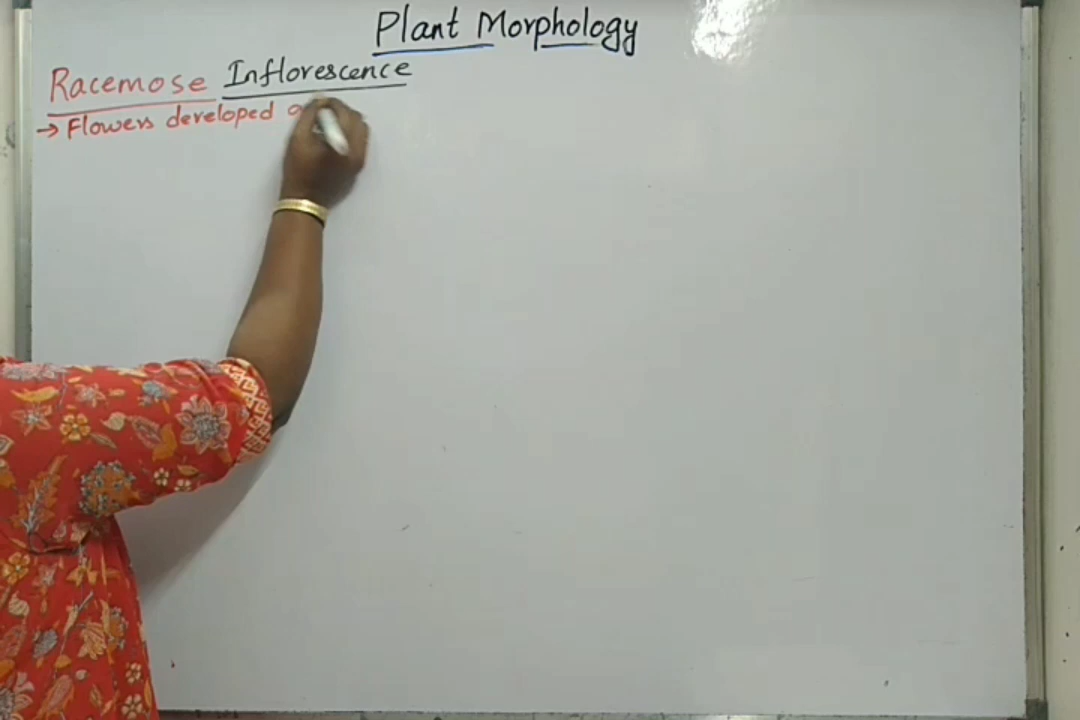 Plant Morphology
Racemose Inflorescence
→ Flowers developed